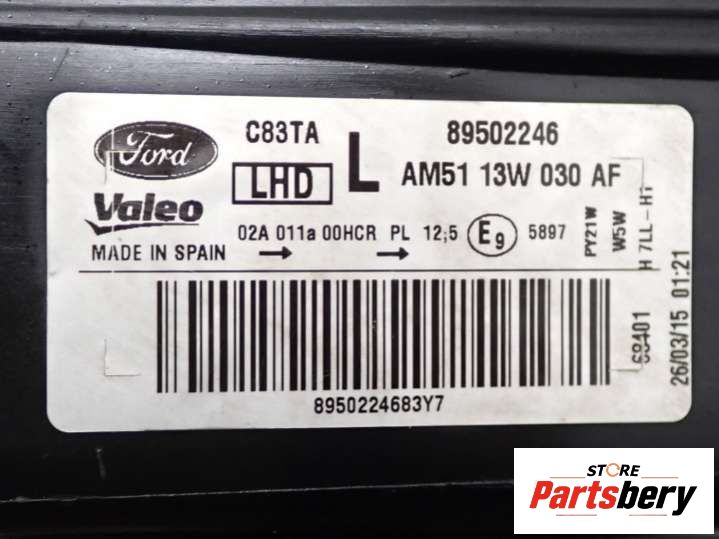 Ford
Valeo
MADE IN SPAIN
C83TA
LHD
L
89502246
AM51 13W 030 AF
02A 011a 00HCR PL 12;5 E9 5897
PY21W
W5W
H 7LL-H1
68401
26/03/15 01:21
8950224683Y7
STORE
Partsbery